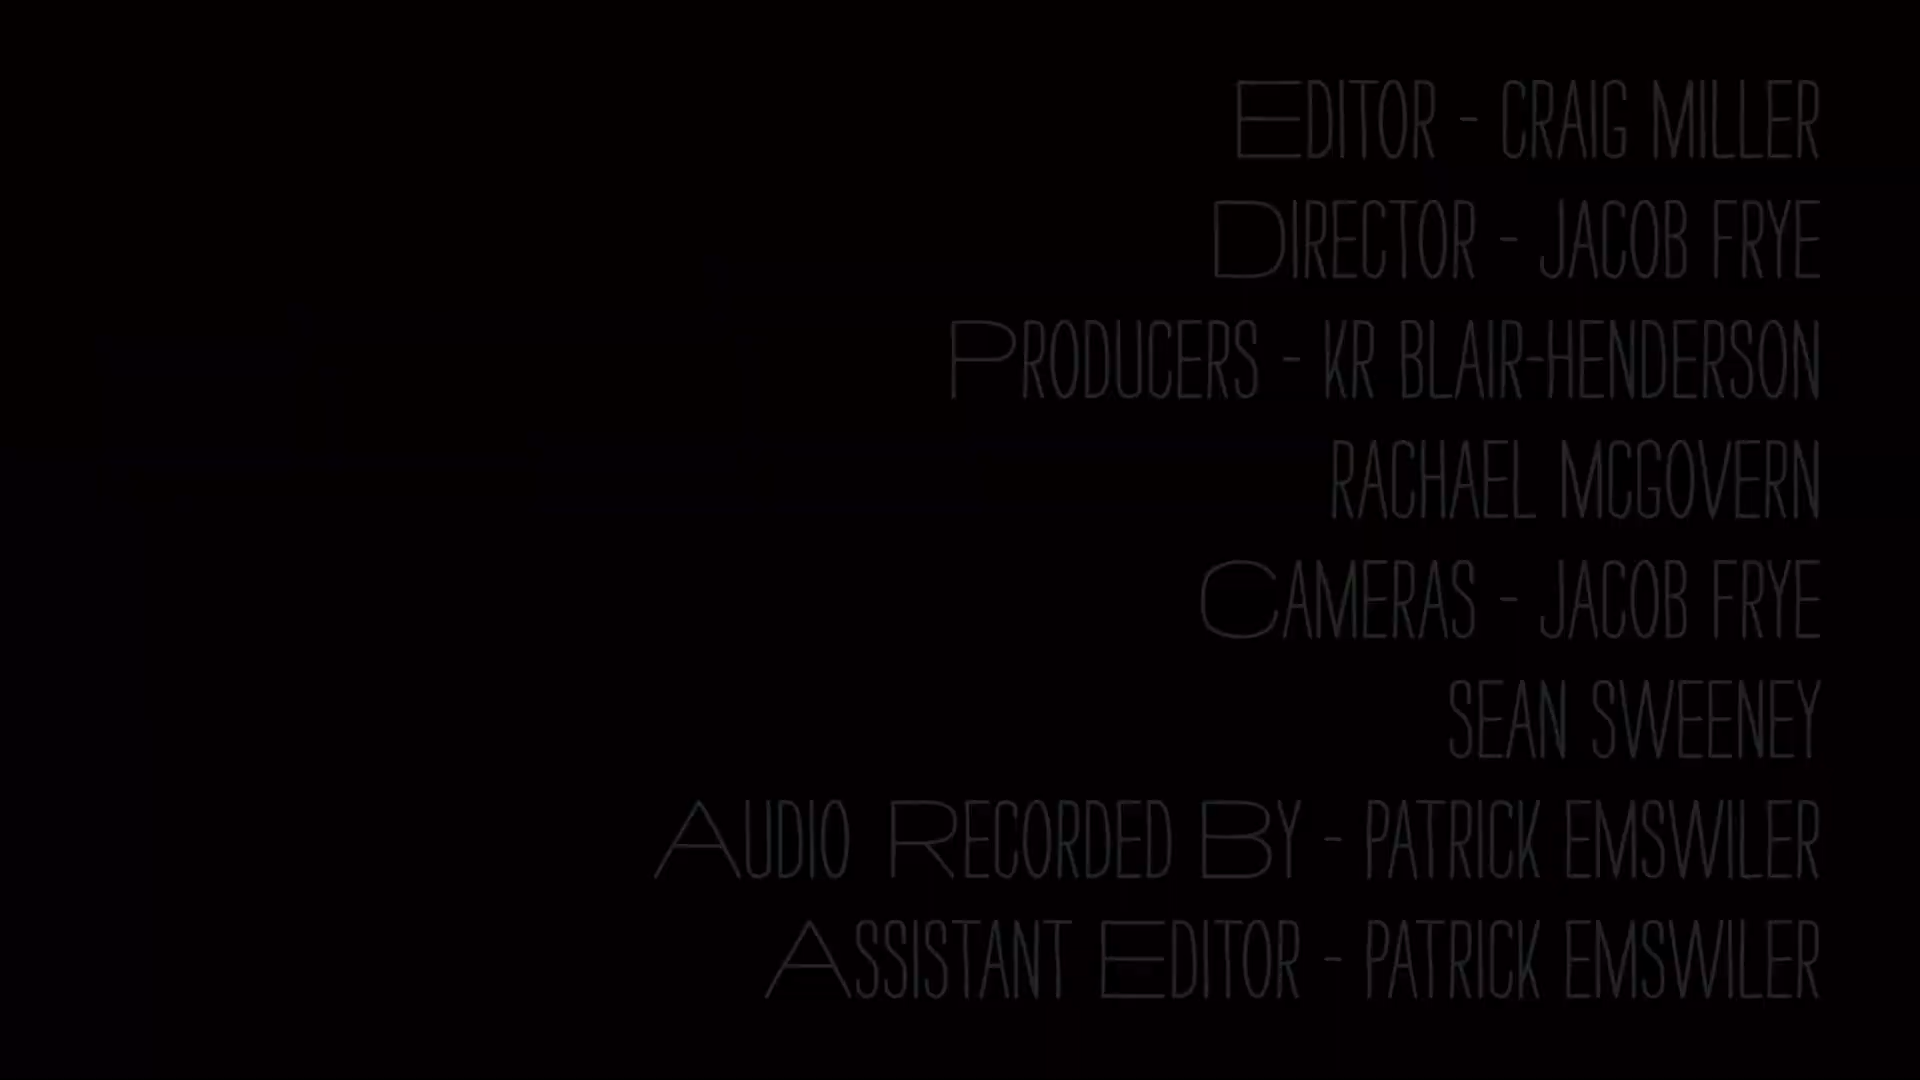 Editor - CRAIG MILLER
Director - JACOB FRYE
Producers - KR BLAIR-HENDERSON
RACHAEL MCGOVERN
Cameras - JACOB FRYE
SEAN SWEENEY
Audio Recorded By - PATRICK EMSWILER
Assistant Editor - PATRICK EMSWILER